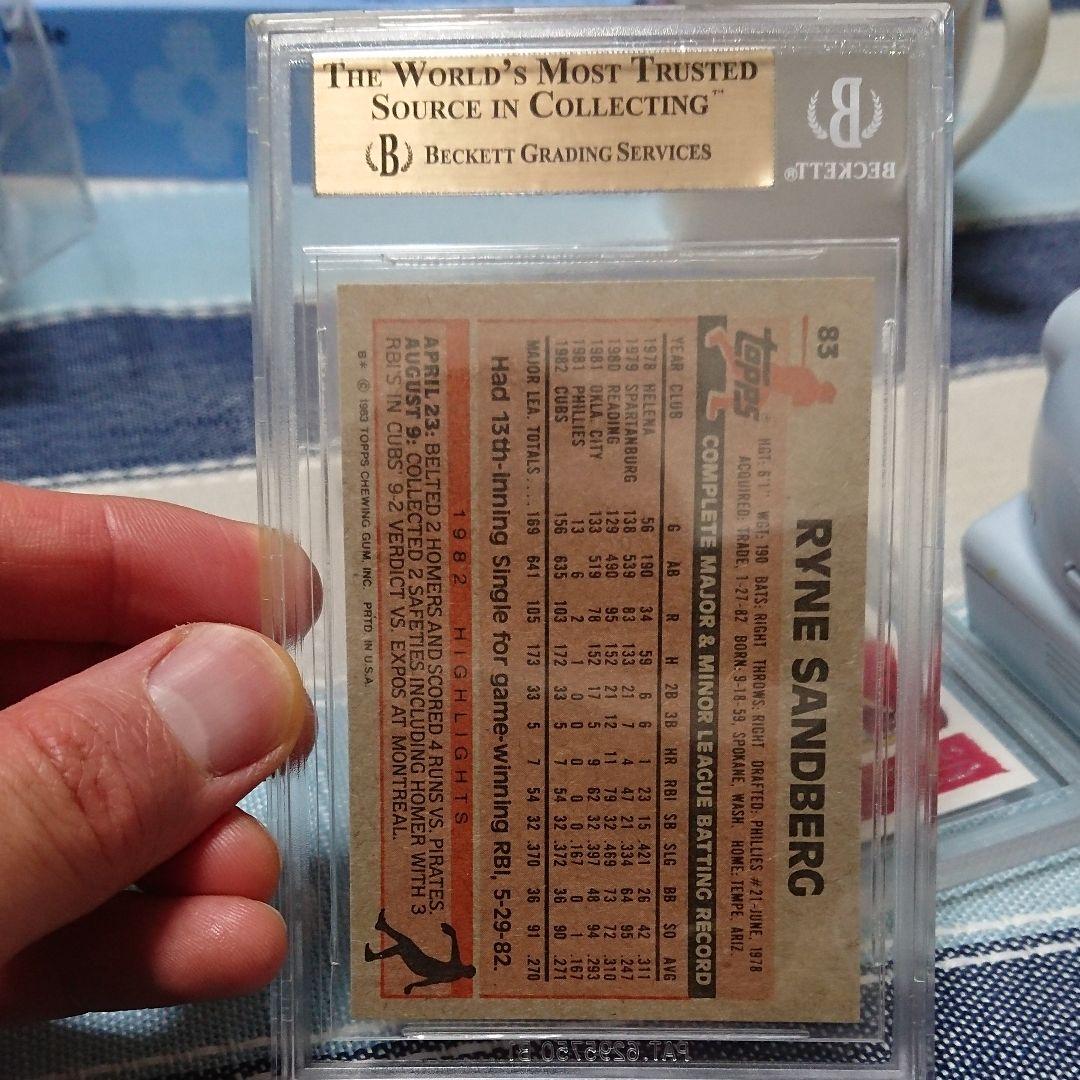 THE WORLD'S MOST TRUSTED
SOURCE IN COLLECTING™
B BECKETT GRADING SERVICES
B
BECKETT®
83
RYNE SANDBERG
topps®
HGT: 6'1" WGT: 190 BATS: RIGHT THROWS: RIGHT DRAFTED: PHILLIES #21-JUNE, 1978
ACQUIRED: TRADE, 1-27-82 BORN: 9-18-59, SPOKANE, WASH. HOME: TEMPE, ARIZ.
COMPLETE MAJOR & MINOR LEAGUE BATTING RECORD
YEAR CLUB G AB R H 2B 3B HR RBI SB SLG BB SO AVG
1978 HELENA 56 190 34 59 6 6 1 23 15 .421 26 42 .311
1979 SPARTANBURG 138 539 83 133 21 7 4 47 21 .334 64 95 .247
1980 READING 129 490 95 152 21 12 11 79 32 .469 73 72 .310
1981 OKLA. CITY 133 519 78 152 17 5 9 62 32 .397 48 94 .293
1981 PHILLIES 13 6 2 1 0 0 0 0 0 .167 0 1 .167
1982 CUBS 156 635 103 172 33 5 7 54 32 .372 36 90 .271
MAJOR LEA. TOTALS..... 169 641 105 173 33 5 7 54 32 .370 36 91 .270
Had 13th-inning Single for game-winning RBI, 5-29-82.
1982 HIGHLIGHTS
APRIL 23: BELTED 2 HOMERS AND SCORED 4 RUNS VS. PIRATES.
AUGUST 9: COLLECTED 2 SAFETIES INCLUDING HOMER WITH 3
RBI'S IN CUBS' 9-2 VERDICT VS. EXPOS AT MONTREAL.
B* © 1983 TOPPS CHEWING GUM, INC. PRTD. IN U.S.A.
PAT. 6295750 B1